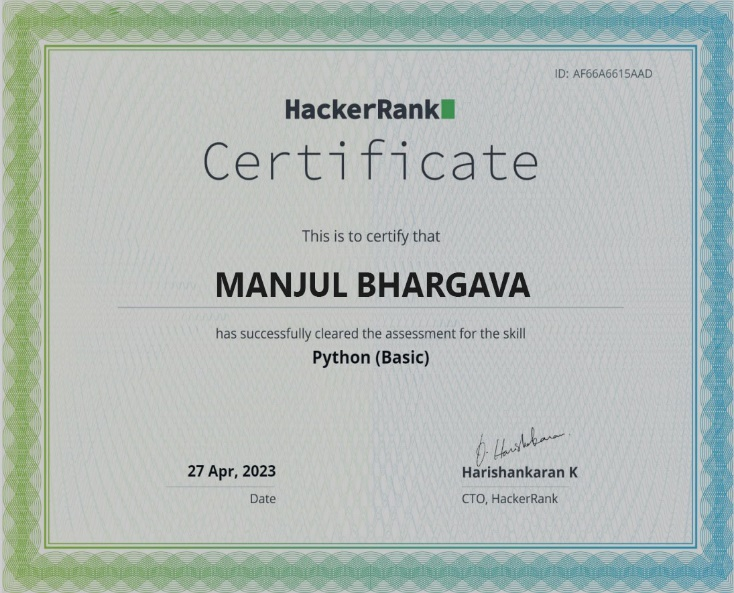 ID: AF66A6615AAD
HackerRank
Certificate
This is to certify that
MANJUL BHARGAVA
has successfully cleared the assessment for the skill
Python (Basic)
27 Apr, 2023
Harishankaran K
Date
CTO, HackerRank